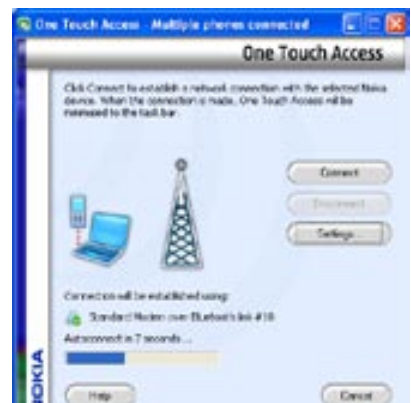 One Touch Access - Multiple phones connected
One Touch Access
Click Connect to establish a network connection with the selected Nokia
device. When the connection is made, One Touch Access will be
minimised to the task bar.
Connect
Disconnect
Settings...
Connection will be established using:
Standard Modem over Bluetooth link #10
Autoconnect in 7 seconds ...
NOKIA
Help
Cancel